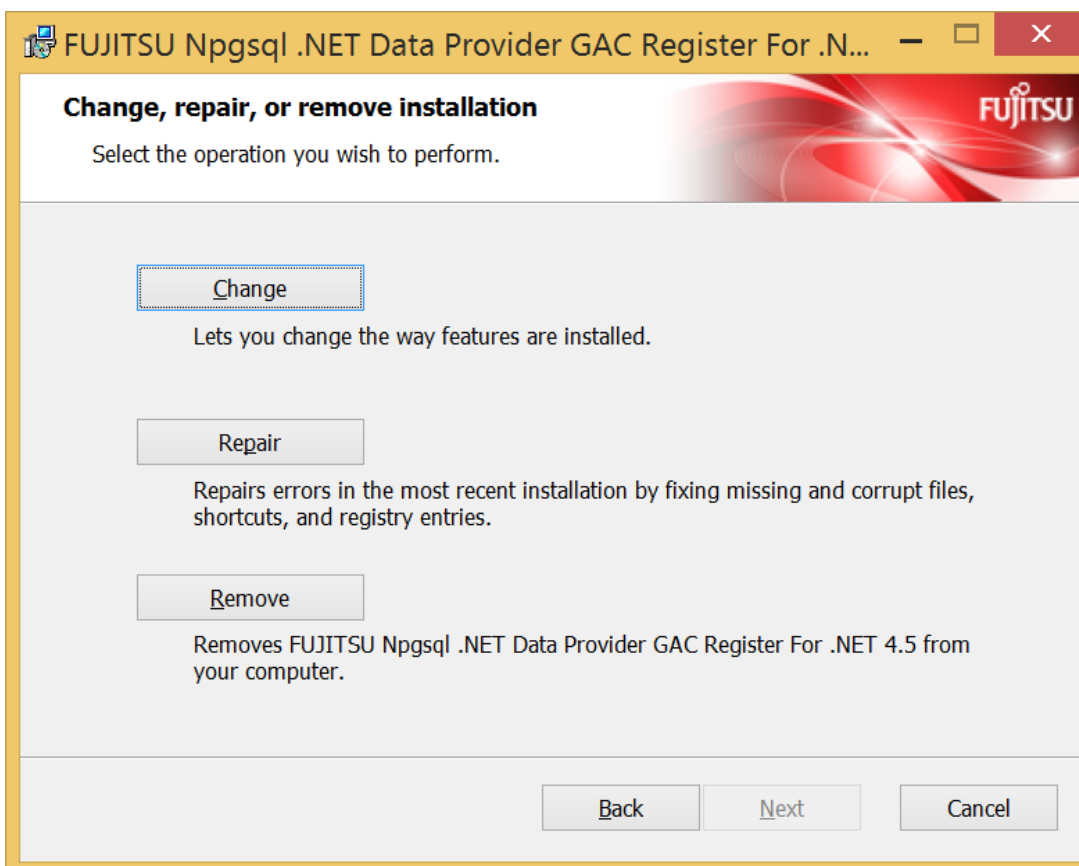 FUJITSU Npgsql .NET Data Provider GAC Register For .N...
Change, repair, or remove installation
FUJITSU
Select the operation you wish to perform.
Change
Lets you change the way features are installed.
Repair
Repairs errors in the most recent installation by fixing missing and corrupt files,
shortcuts, and registry entries.
Remove
Removes FUJITSU Npgsql .NET Data Provider GAC Register For .NET 4.5 from
your computer.
Back Next Cancel